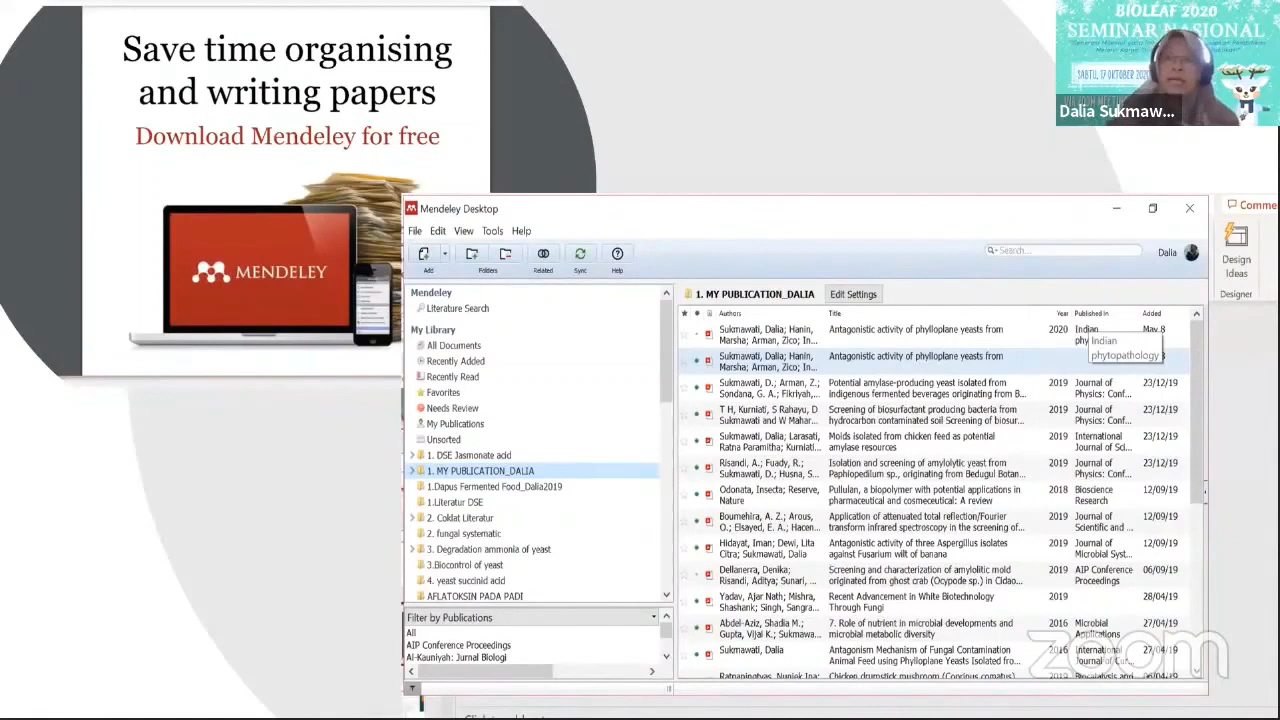 Save time organising
and writing papers
Download Mendeley for free
MENDELEY
BIOLEAF 2020
SEMINAR NASIONAL
SABTU, 17 OKTOBER 2020
Dalia Sukmaw...
Mendeley Desktop
File Edit View Tools Help
Add Folders Related Sync Help
Search...
Dalia
Comme
Design
Ideas
Designer
Mendeley
Literature Search
My Library
All Documents
Recently Added
Recently Read
Favorites
Needs Review
My Publications
Unsorted
1. DSE Jasmonate acid
1. MY PUBLICATION_DALIA
1.Dapus Fermented Food_Dalia2019
1.Literatur DSE
2. Coklat Literatur
2. fungal systematic
3. Degradation ammonia of yeast
3.Biocontrol of yeast
4. yeast succinid acid
AFLATOKSIN PADA PADI
Filter by Publications
All
AIP Conference Proceedings
Al-Kauniyah: Jurnal Biologi
1. MY PUBLICATION_DALIA Edit Settings
Authors Title Year Published In Added
Sukmawati, Dalia; Hanin, Antagonistic activity of phylloplane yeasts from 2020 Indian May 8
Marsha; Arman, Zico; In...
Indian
phytopathology
Sukmawati, Dalia; Hanin, Antagonistic activity of phylloplane yeasts from
Marsha; Arman, Zico; In...
Sukmawati, D.; Arman, Z.; Potential amylase-producing yeast isolated from 2019 Journal of 23/12/19
Sondana, G. A.; Fikriyah,... indigenous fermented beverages originating from B... Physics: Conf...
T H, Kurniati, S Rahayu, D Screening of biosurfactant producing bacteria from 2019 Journal of 23/12/19
Sukmawati and W Mahar... hydrocarbon contaminated soil Screening of biosur... Physics: Conf...
Sukmawati, Dalia; Larasati, Molds isolated from chicken feed as potential 2019 International 23/12/19
Ratna Paramitha; Kurniati... amylase resources Journal of Sci...
Risandi, A.; Fuady, R.; Isolation and screening of amylolytic yeast from 2019 Journal of 23/12/19
Sukmawati, D.; Husna, S... Paphiopedilum sp., originated from Bedugul Botan... Physics: Conf...
Odonata, Insecta; Reserve, Pullulan, a biopolymer with potential applications in 2018 Bioscience 12/09/19
Nature pharmaceutical and cosmeceutical: A review Research
Boumehira, A. Z.; Arous, Application of attenuated total reflection/Fourier 2019 Journal of 12/09/19
O.; Elsayed, E. A.; Hacen... transform infrared spectroscopy in the screening of... Scientific and ...
Hidayat, Iman; Dewi, Lita Antagonistic activity of three Aspergillus isolates 2019 Journal of 12/09/19
Citra; Sukmawati, Dalia against Fusarium wilt of banana Microbial Syst...
Dellanerra, Denika; Screening and characterization of amylolitic mold 2019 AIP Conference 06/09/19
Risandi, Aditya; Sunari, ... originated from ghost crab (Ocypode sp.) in Cidao... Proceedings
Yadav, Ajar Nath; Mishra, Recent Advancement in White Biotechnology 2019 28/04/19
Shashank; Singh, Sangra... Through Fungi
Abdel-Aziz, Shadia M.; 7. Role of nutrient in microbial developments and 2016 Microbial 27/04/19
Gupta, Vijai K.; Sukmawa... microbial metabolic diversity Applications
Sukmawati, Dalia Antagonism Mechanism of Fungal Contamination 2016 International 27/04/19
Animal Feed using Phylloplane Yeasts Isolated fro... Journal of Cur...
zoom